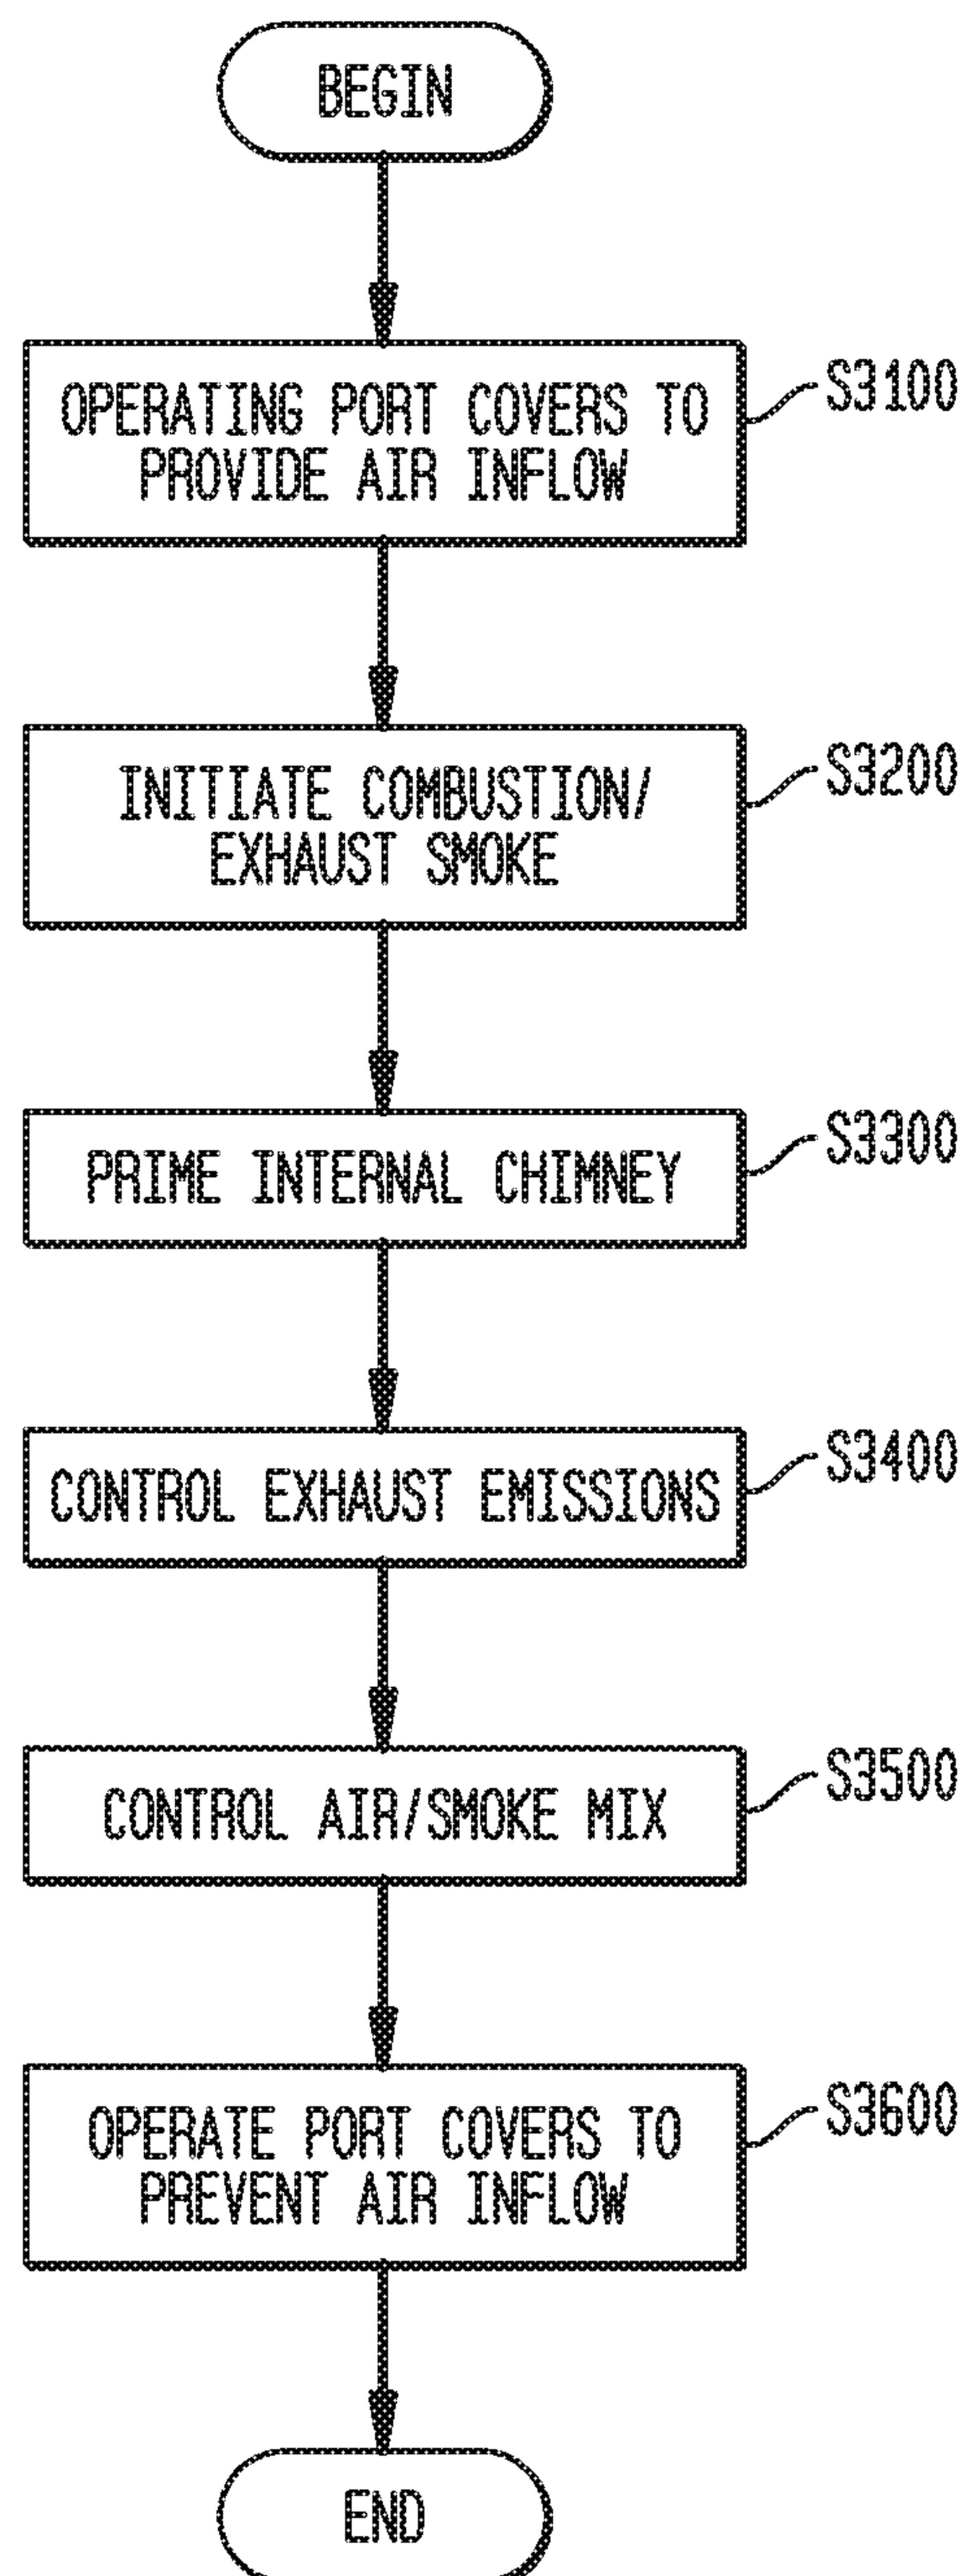 BEGIN
OPERATING PORT COVERS TO
PROVIDE AIR INFLOW
S3100
INITIATE COMBUSTION/
EXHAUST SMOKE
S3200
PRIME INTERNAL CHIMNEY
S3300
CONTROL EXHAUST EMISSIONS
S3400
CONTROL AIR/SMOKE MIX
S3500
OPERATE PORT COVERS TO
PREVENT AIR INFLOW
S3600
END